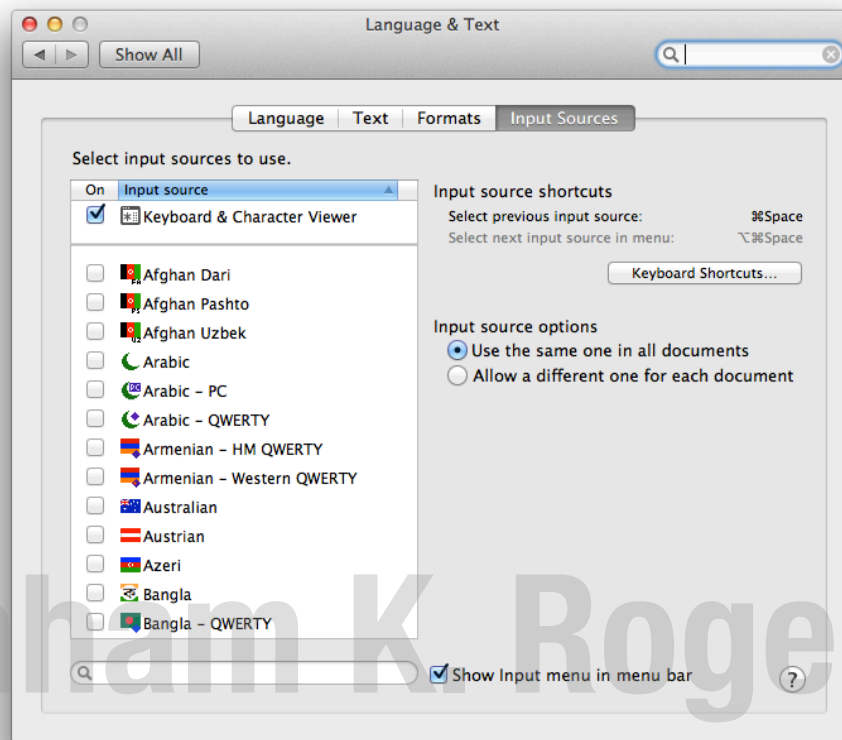 Language & Text
Show All
Language Text Formats Input Sources
Select input sources to use.
On Input source
Keyboard & Character Viewer
Afghan Dari
Afghan Pashto
Afghan Uzbek
Arabic
Arabic – PC
Arabic – QWERTY
Armenian – HM QWERTY
Armenian – Western QWERTY
Australian
Austrian
Azeri
Bangla
Bangla – QWERTY
Input source shortcuts
Select previous input source: ⌘Space
Select next input source in menu: ⌥⌘Space
Keyboard Shortcuts...
Input source options
Use the same one in all documents
Allow a different one for each document
Show Input menu in menu bar
?
ham K. Roge